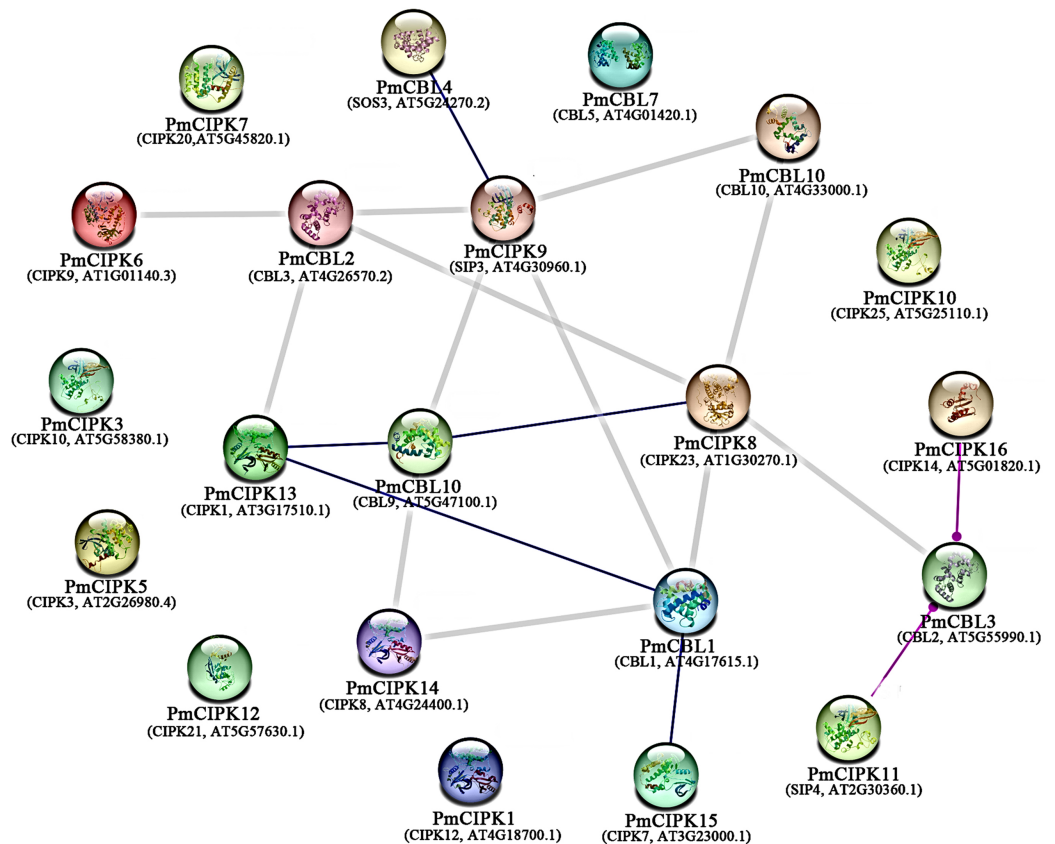 PmCBL4
(SOS3, AT5G24270.2)
PmCBL7
(CBL5, AT4G01420.1)
PmCIPK7
(CIPK20,AT5G45820.1)
PmCBL10
(CBL10, AT4G33000.1)
PmCIPK6
(CIPK9, AT1G01140.3)
PmCBL2
(CBL3, AT4G26570.2)
PmCIPK9
(SIP3, AT4G30960.1)
PmCIPK10
(CIPK25, AT5G25110.1)
PmCIPK3
(CIPK10, AT5G58380.1)
PmCIPK8
(CIPK23, AT1G30270.1)
PmCIPK16
(CIPK14, AT5G01820.1)
PmCIPK13
(CIPK1, AT3G17510.1)
PmCBL10
(CBL9, AT5G47100.1)
PmCIPK5
(CIPK3, AT2G26980.4)
PmCBL3
(CBL2, AT5G55990.1)
PmCBL1
(CBL1, AT4G17615.1)
PmCIPK14
(CIPK8, AT4G24400.1)
PmCIPK12
(CIPK21, AT5G57630.1)
PmCIPK11
(SIP4, AT2G30360.1)
PmCIPK1
(CIPK12, AT4G18700.1)
PmCIPK15
(CIPK7, AT3G23000.1)